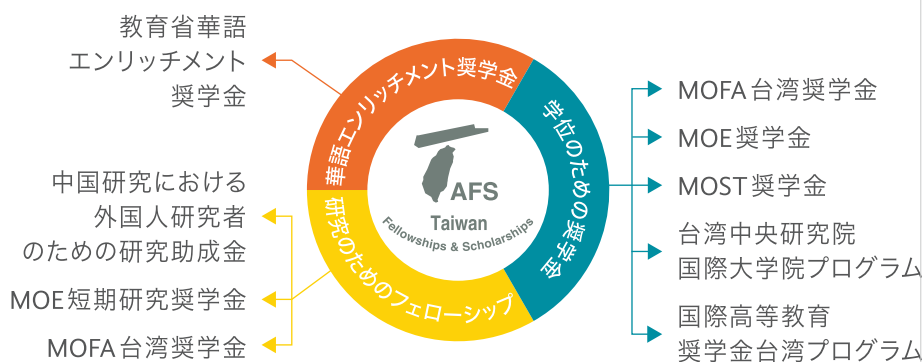 教育省華語
エンリッチメント
奨学金
華語エンリッチメント奨学金
学位のための奨学金
研究のためのフェローシップ
AFS
Taiwan
Fellowships & Scholarships
MOFA台湾奨学金
MOE奨学金
MOST奨学金
台湾中央研究院
国際大学院プログラム
国際高等教育
奨学金台湾プログラム
中国研究における
外国人研究者
のための研究助成金
MOE短期研究奨学金
MOFA台湾奨学金